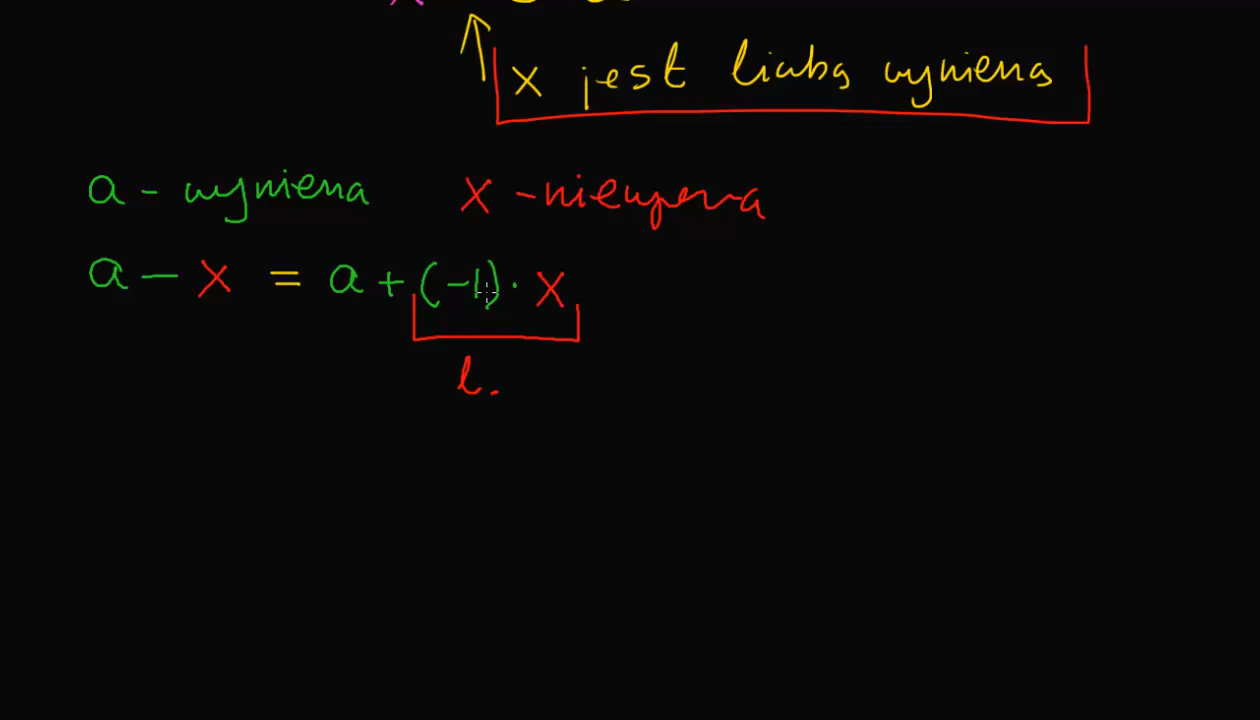 x jest liczbą wymierną
a - wymierna x - niewymierna
a - x = a + (-1) · x
l.